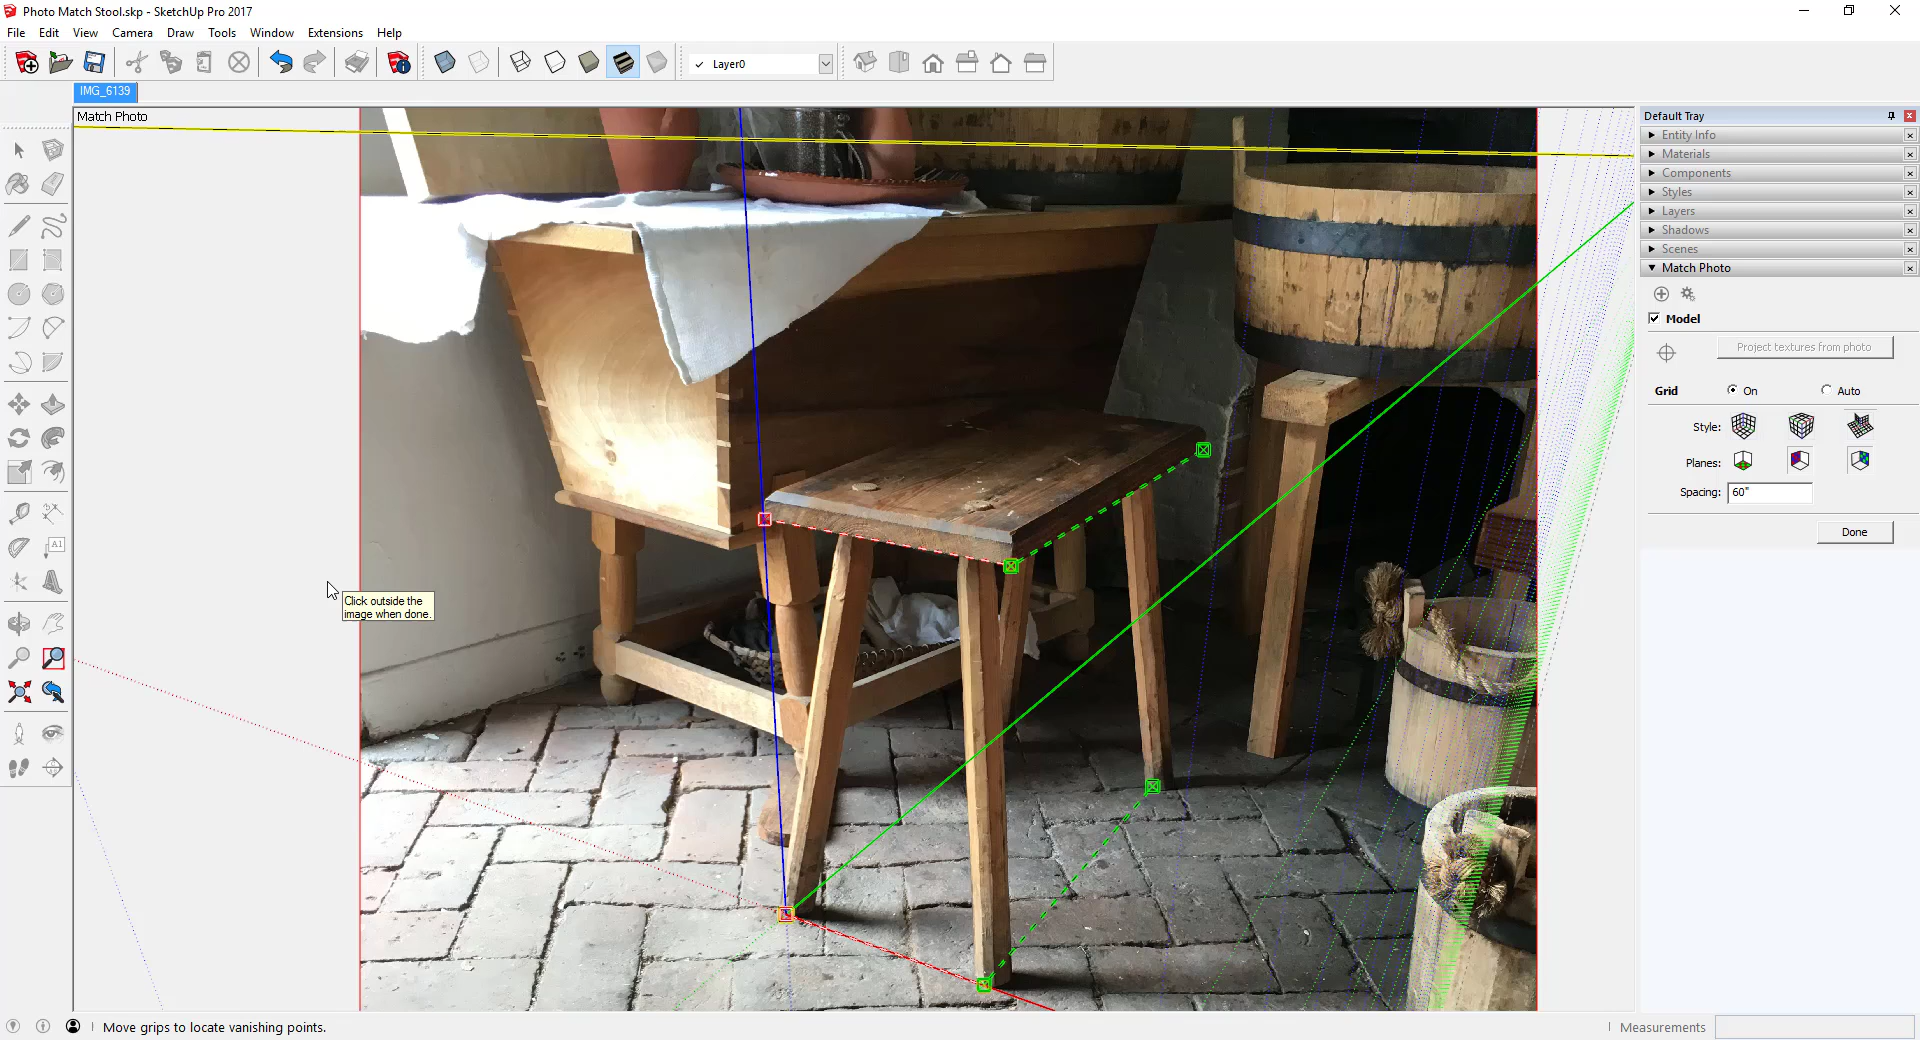 Photo Match Stool.skp - SketchUp Pro 2017
File Edit View Camera Draw Tools Window Extensions Help
Layer0
IMG_6139
Match Photo
Default Tray
Entity Info
Materials
Components
Styles
Layers
Shadows
Scenes
Match Photo
Model
Project textures from photo
Grid On Auto
Style:
Planes:
Spacing: 60"
Done
A1
Click outside the
image when done.
Move grips to locate vanishing points.
Measurements